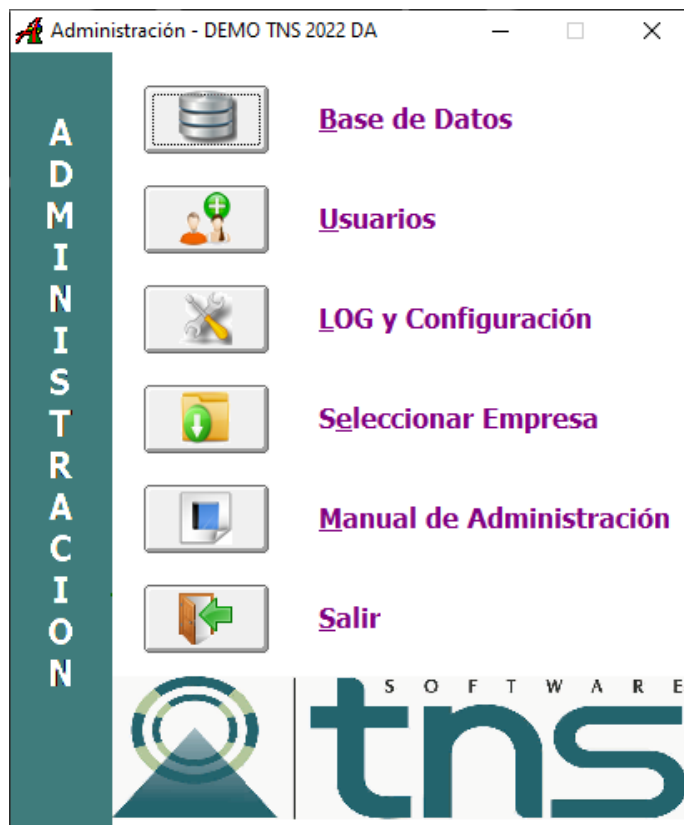 Administración - DEMO TNS 2022 DA
ADMINISTRACION
Base de Datos
Usuarios
LOG y Configuración
Seleccionar Empresa
Manual de Administración
Salir
SOFTWARE
tns